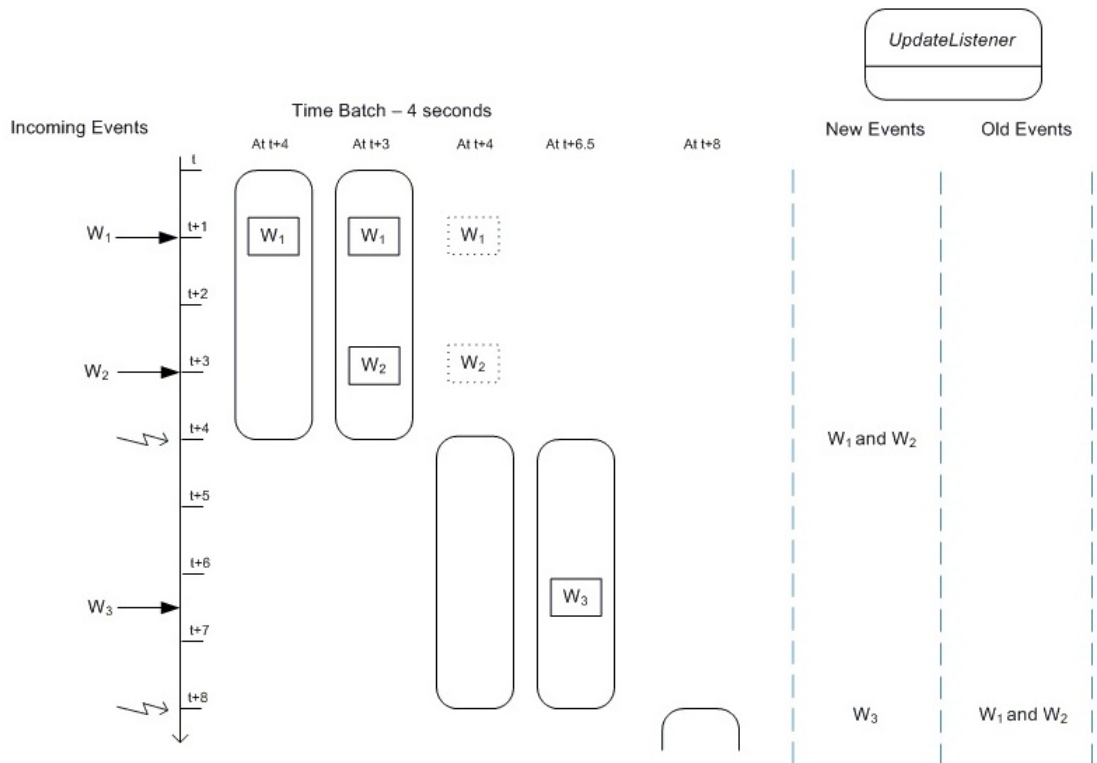 UpdateListener
Time Batch – 4 seconds
Incoming Events
New Events
Old Events
At t+4
At t+3
At t+4
At t+6.5
At t+8
t
W1
t+1
W1
W1
W1
t+2
W2
t+3
W2
W2
t+4
W1 and W2
t+5
t+6
W3
W3
t+7
t+8
W3
W1 and W2